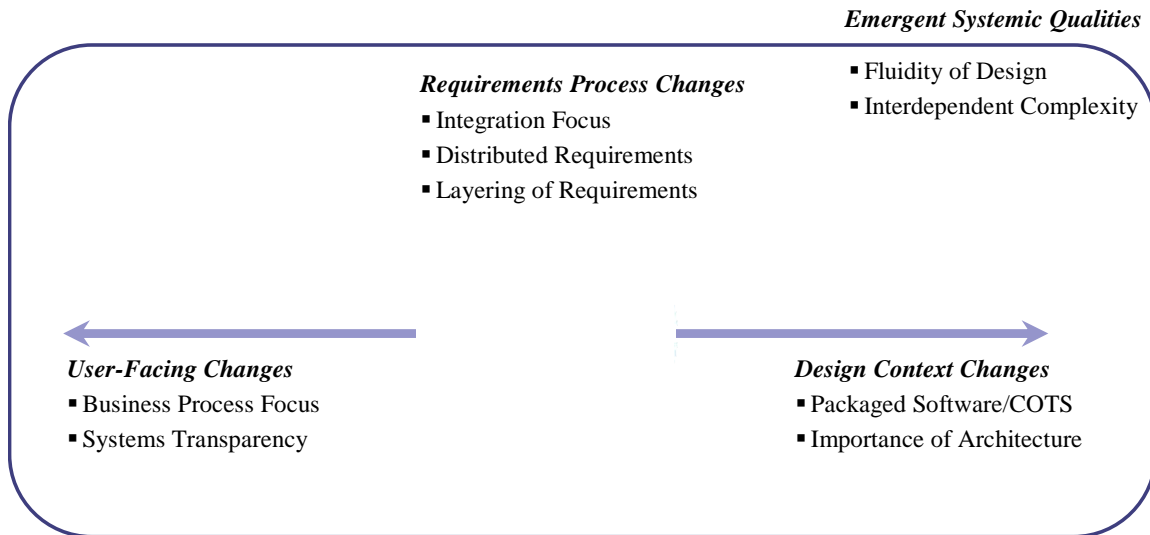 Emergent Systemic Qualities
▪ Fluidity of Design
▪ Interdependent Complexity
Requirements Process Changes
▪ Integration Focus
▪ Distributed Requirements
▪ Layering of Requirements
User-Facing Changes
▪ Business Process Focus
▪ Systems Transparency
Design Context Changes
▪ Packaged Software/COTS
▪ Importance of Architecture